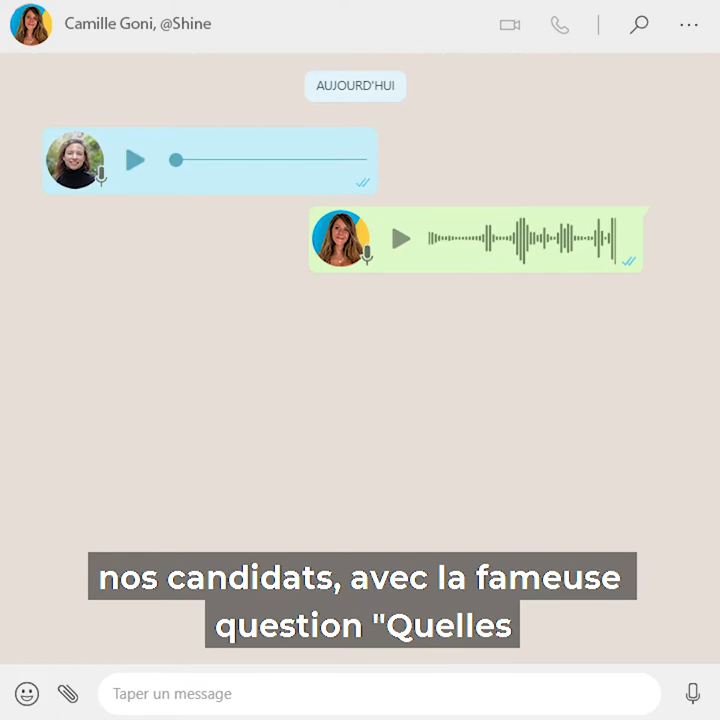 Camille Goni, @Shine
AUJOURD'HUI
nos candidats, avec la fameuse
question "Quelles
Taper un message